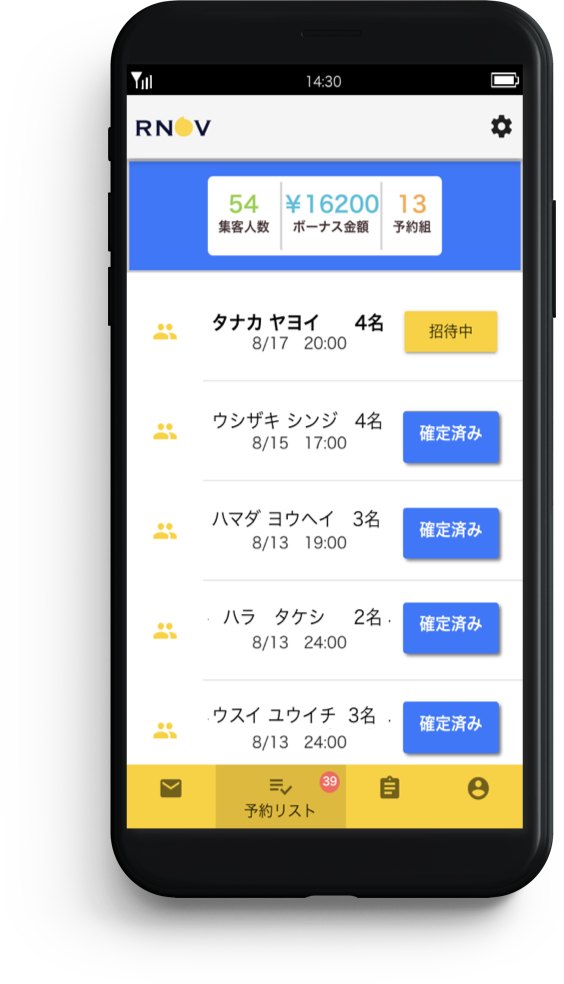 14:30
RNOV
54 ¥16200 13
集客人数 ボーナス金額 予約組
タナカ ヤヨイ 4名
8/17 20:00
招待中
ウシザキ シンジ 4名
8/15 17:00
確定済み
ハマダ ヨウヘイ 3名
8/13 19:00
確定済み
ハラ タケシ 2名
8/13 24:00
確定済み
ウスイ ユウイチ 3名
8/13 24:00
確定済み
39
予約リスト